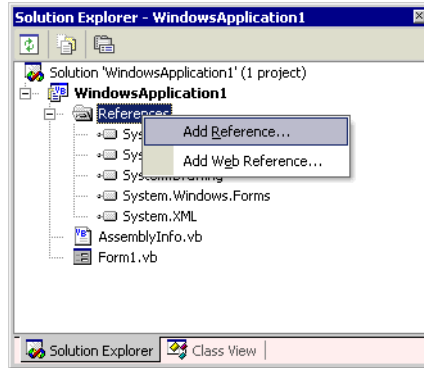 Solution Explorer - WindowsApplication1
Solution 'WindowsApplication1' (1 project)
WindowsApplication1
References
Add Reference...
Add Web Reference...
System.Windows.Forms
System.XML
AssemblyInfo.vb
Form1.vb
Solution Explorer
Class View